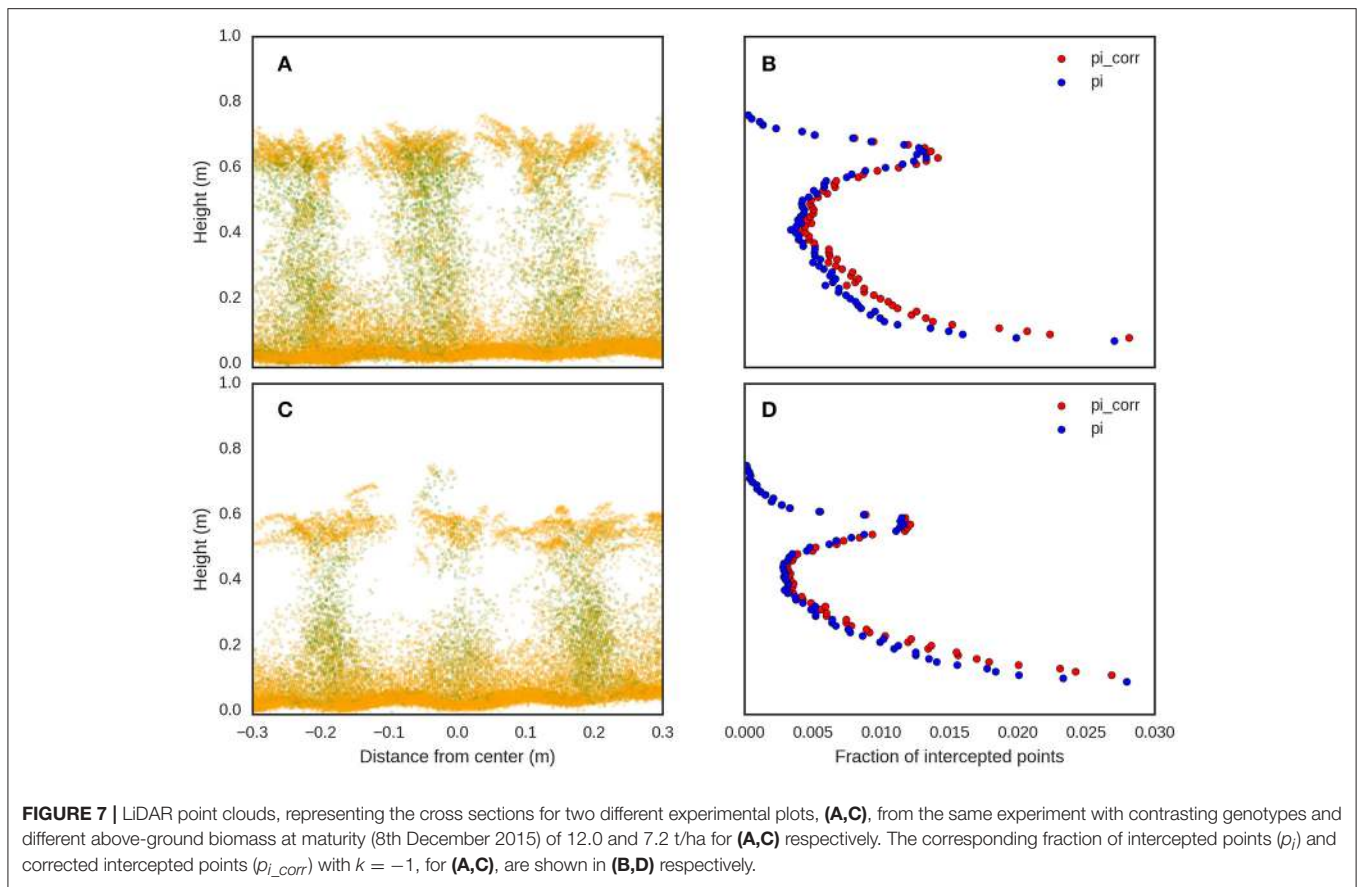 1.0
0.8
0.6
0.4
0.2
0.0
Height (m)
A
B
pi_corr
pi
1.0
0.8
0.6
0.4
0.2
0.0
Height (m)
C
−0.3 −0.2 −0.1 0.0 0.1 0.2 0.3
Distance from center (m)
D
pi_corr
pi
0.000 0.005 0.010 0.015 0.020 0.025 0.030
Fraction of intercepted points
FIGURE 7 | LiDAR point clouds, representing the cross sections for two different experimental plots, (A,C), from the same experiment with contrasting genotypes and
different above-ground biomass at maturity (8th December 2015) of 12.0 and 7.2 t/ha for (A,C) respectively. The corresponding fraction of intercepted points (pi) and
corrected intercepted points (pi_corr) with k = −1, for (A,C), are shown in (B,D) respectively.